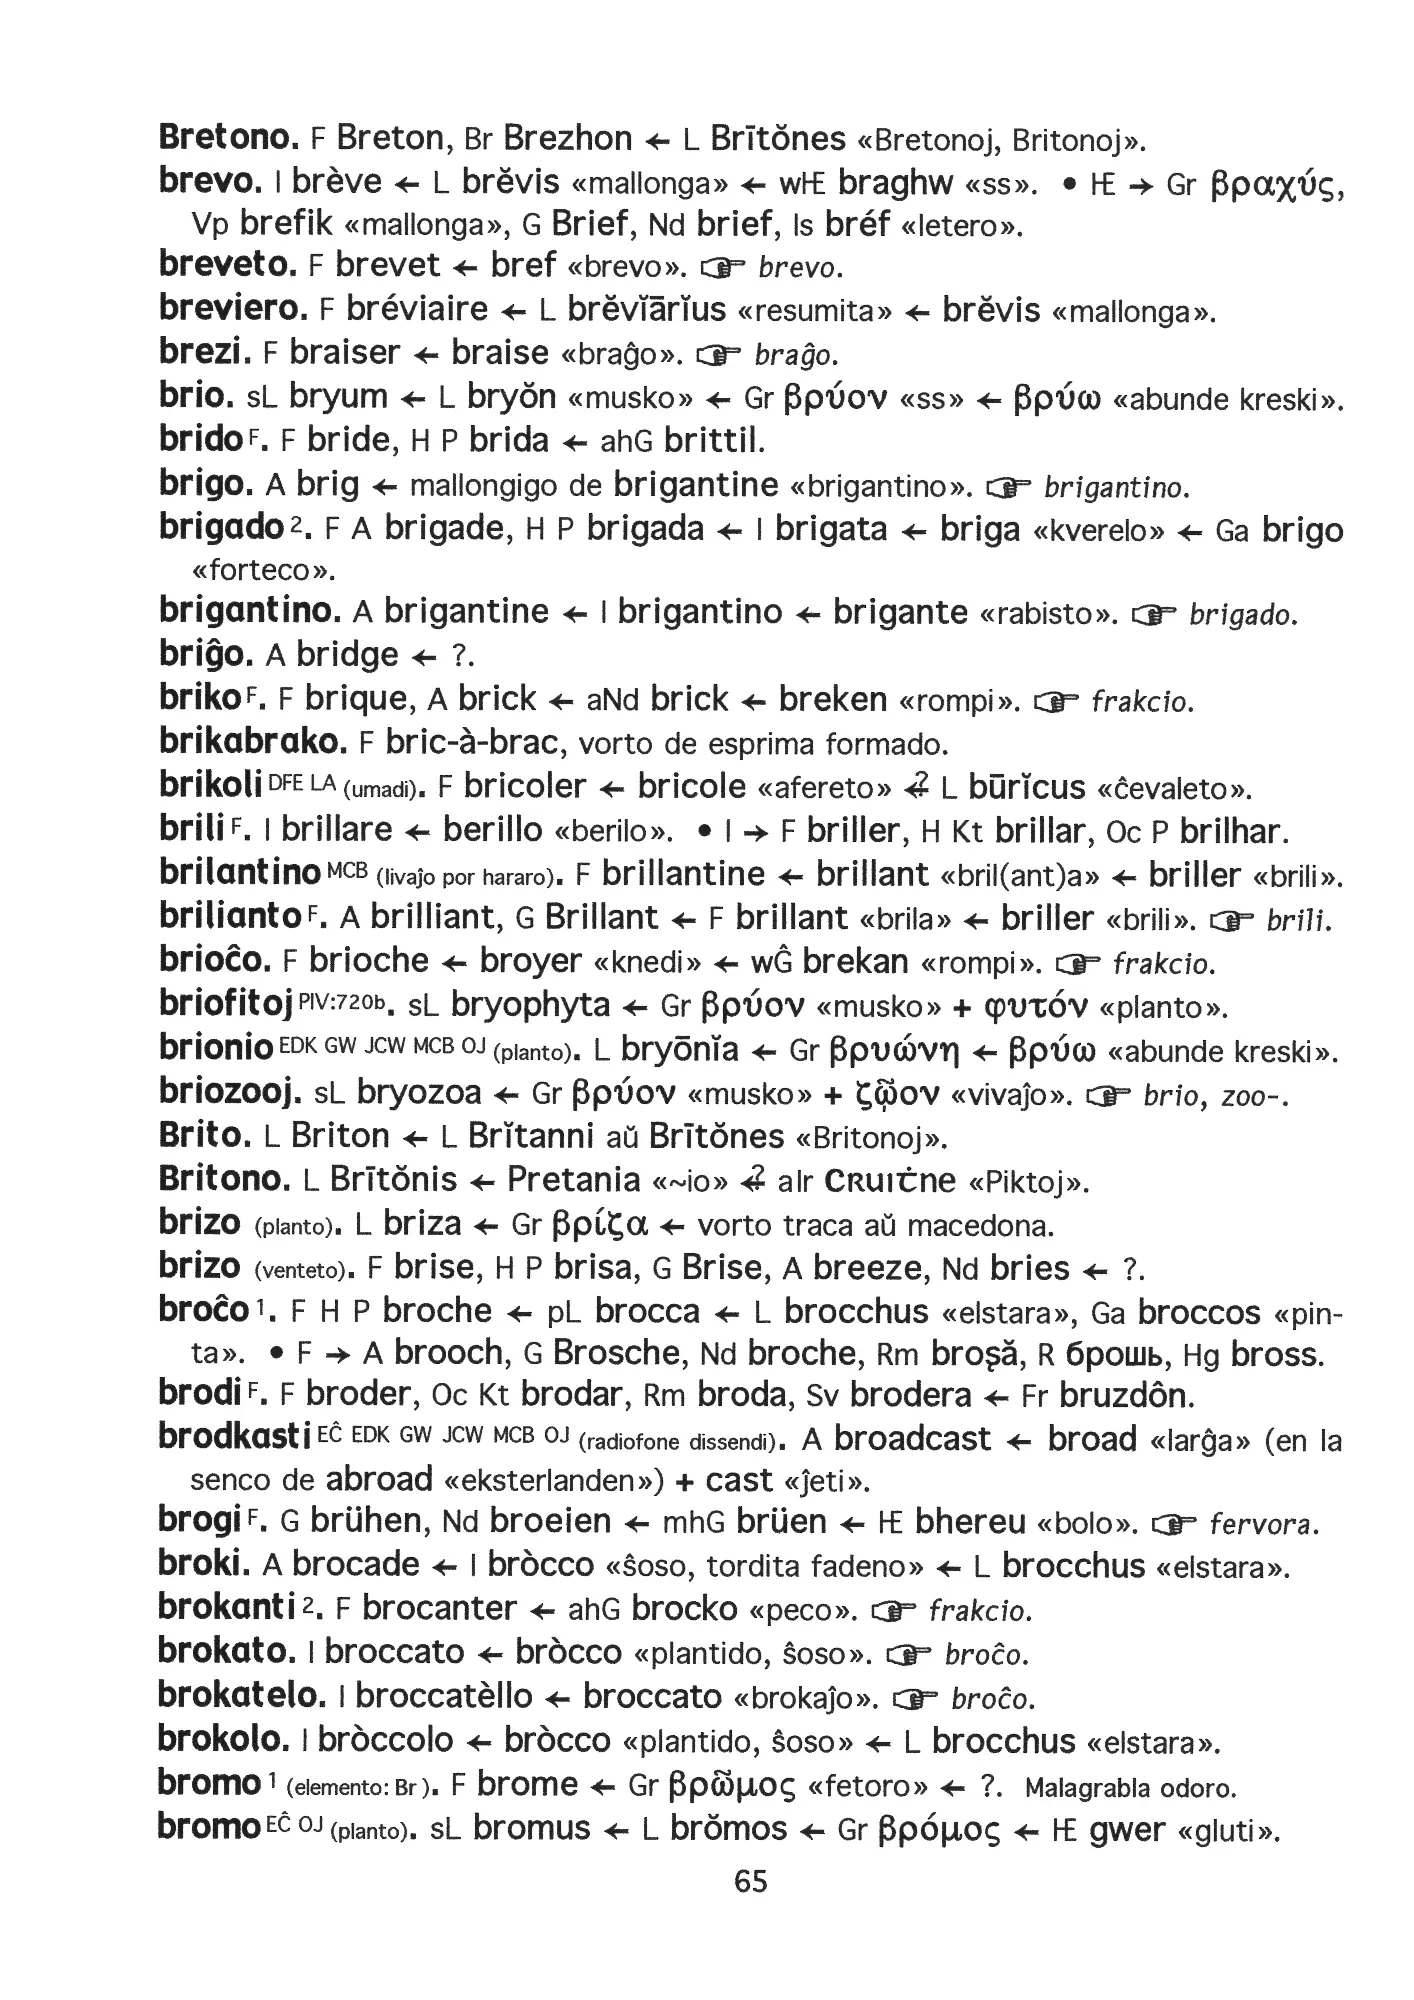 Bretono. F Breton, Br Brezhon ← L Brītŏnes «Bretonoj, Britonoj».
brevo. I brève ← L brĕvis «mallonga» ← wIE braghw «ss». • IE → Gr βραχύς,
Vp brefik «mallonga», G Brief, Nd brief, Is bréf «letero».
breveto. F brevet ← bref «brevo». ☞ brevo.
breviero. F bréviaire ← L brĕvĭārĭus «resumita» ← brĕvis «mallonga».
brezi. F braiser ← braise «braĝo». ☞ braĝo.
brio. sL bryum ← L bryŏn «musko» ← Gr βρύον «ss» ← βρύω «abunde kreski».
brido F. F bride, H P brida ← ahG brittil.
brigo. A brig ← mallongigo de brigantine «brigantino». ☞ brigantino.
brigado 2. F A brigade, H P brigada ← I brigata ← briga «kverelo» ← Ga brigo
«forteco».
brigantino. A brigantine ← I brigantino ← brigante «rabisto». ☞ brigado.
briĝo. A bridge ← ?.
briko F. F brique, A brick ← aNd brick ← breken «rompi». ☞ frakcio.
brikabrako. F bric-à-brac, vorto de esprima formado.
brikoli DFE LA (umadi). F bricoler ← bricole «afereto» ←? L būrĭcus «ĉevaleto».
brili F. I brillare ← berillo «berilo». • I → F briller, H Kt brillar, Oc P brilhar.
brilantino MCB (livaĵo por hararo). F brillantine ← brillant «bril(ant)a» ← briller «brili».
brilianto F. A brilliant, G Brillant ← F brillant «brila» ← briller «brili». ☞ brili.
brioĉo. F brioche ← broyer «knedi» ← wĜ brekan «rompi». ☞ frakcio.
briofitoj PIV:720b. sL bryophyta ← Gr βρύον «musko» + φυτόν «planto».
brionio EDK GW JCW MCB OJ (planto). L bryōnĭa ← Gr βρυώνη ← βρύω «abunde kreski».
briozooj. sL bryozoa ← Gr βρύον «musko» + ζῷον «vivaĵo». ☞ brio, zoo-.
Brito. L Briton ← L Brĭtanni aŭ Brītŏnes «Britonoj».
Britono. L Brītŏnis ← Pretania «~io» ←? aIr Cruıṫne «Piktoj».
brizo (planto). L briza ← Gr βρίζα ← vorto traca aŭ macedona.
brizo (venteto). F brise, H P brisa, G Brise, A breeze, Nd bries ← ?.
broĉo 1. F H P broche ← pL brocca ← L brocchus «elstara», Ga broccos «pin-
ta». • F → A brooch, G Brosche, Nd broche, Rm broşă, R брошь, Hg bross.
brodi F. F broder, Oc Kt brodar, Rm broda, Sv brodera ← Fr bruzdôn.
brodkasti EĈ EDK GW JCW MCB OJ (radiofone dissendi). A broadcast ← broad «larĝa» (en la
senco de abroad «eksterlanden») + cast «ĵeti».
brogi F. G brühen, Nd broeien ← mhG brüen ← IE bhereu «bolo». ☞ fervora.
broki. A brocade ← I bròcco «ŝoso, tordita fadeno» ← L brocchus «elstara».
brokanti 2. F brocanter ← ahG brocko «peco». ☞ frakcio.
brokato. I broccato ← bròcco «plantido, ŝoso». ☞ broĉo.
brokatelo. I broccatèllo ← broccato «brokaĵo». ☞ broĉo.
brokolo. I bròccolo ← bròcco «plantido, ŝoso» ← L brocchus «elstara».
bromo 1 (elemento: Br). F brome ← Gr βρῶμος «fetoro» ← ?. Malagrabla odoro.
bromo EĈ OJ (planto). sL bromus ← L brŏmos ← Gr βρόμος ← IE gwer «gluti».
65